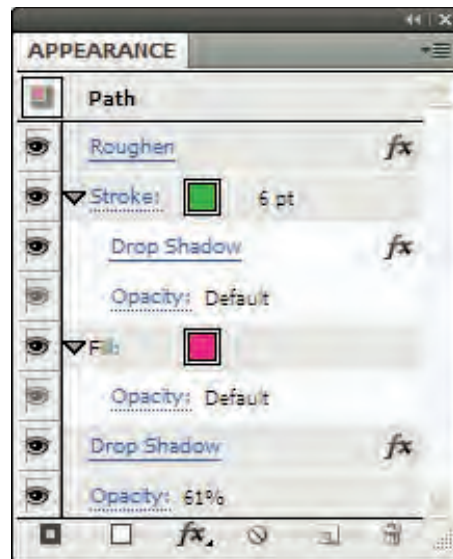 APPEARANCE
Path
Roughen fx
Stroke: 6 pt
Drop Shadow fx
Opacity: Default
Fill:
Opacity: Default
Drop Shadow fx
Opacity: 61%
fx